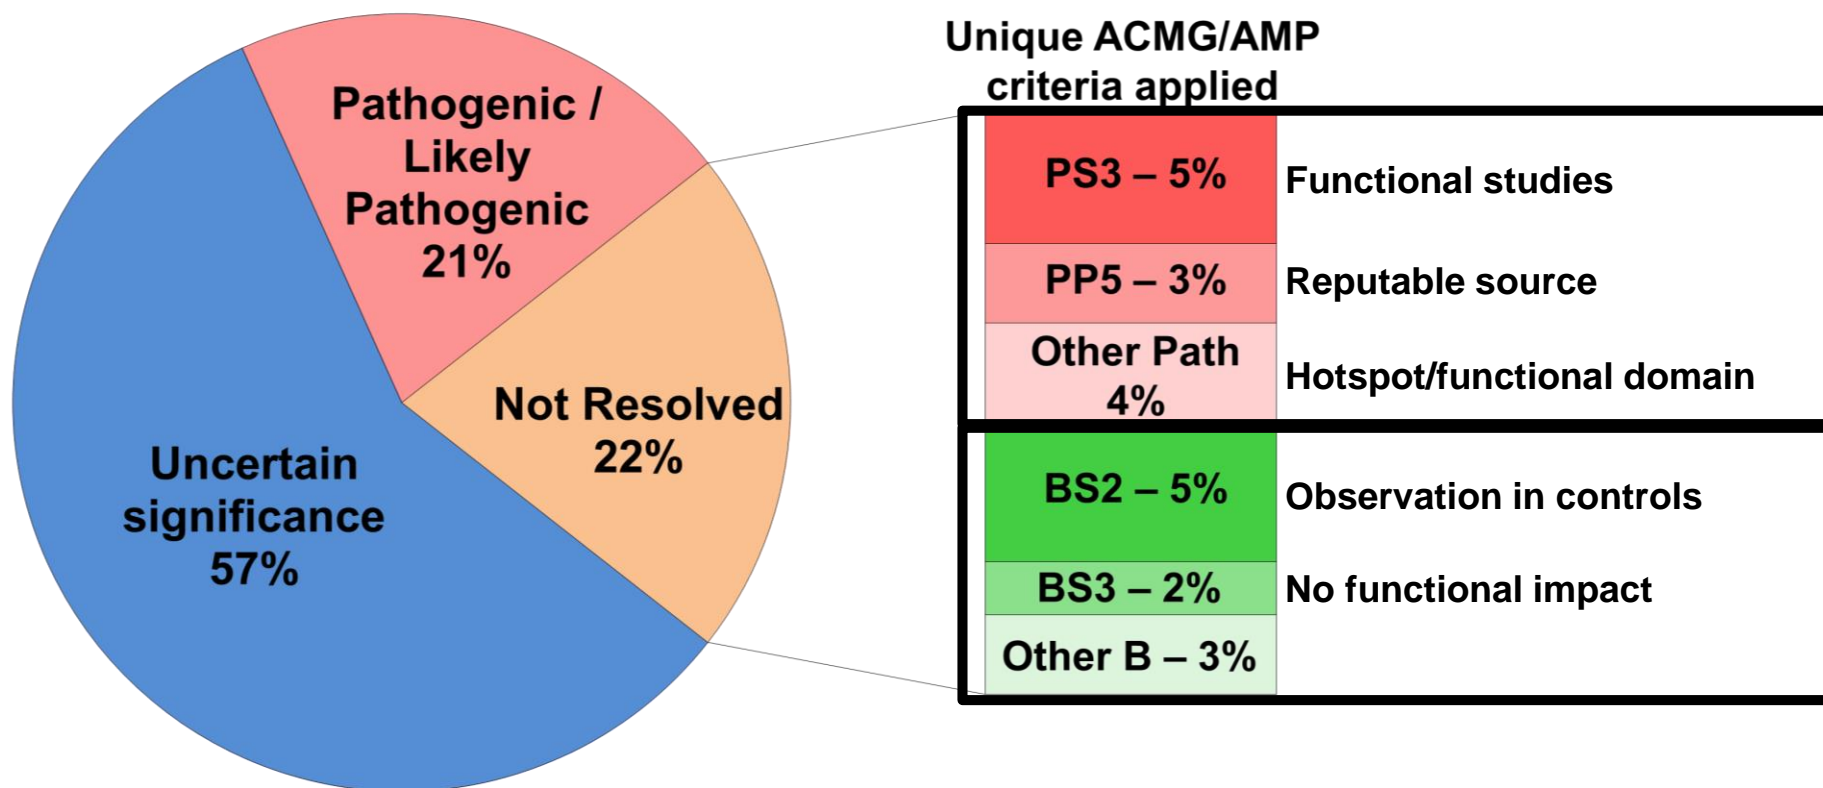 Pathogenic /
Likely
Pathogenic
21%
Not Resolved
22%
Uncertain
significance
57%
Unique ACMG/AMP
criteria applied
PS3 – 5%
Functional studies
PP5 – 3%
Reputable source
Other Path
4%
Hotspot/functional domain
BS2 – 5%
Observation in controls
BS3 – 2%
No functional impact
Other B – 3%